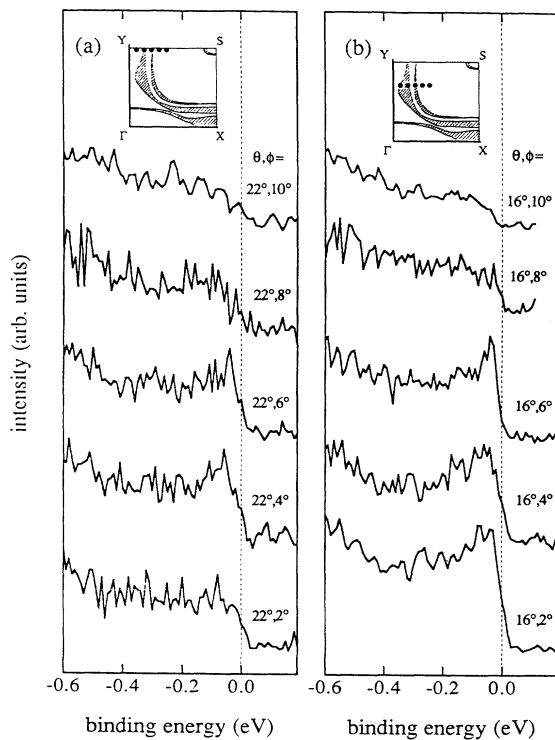 (a)
Y
S
Γ
X
θ,ϕ=
22°,10°
22°,8°
22°,6°
22°,4°
22°,2°
(b)
Y
S
Γ
X
θ,ϕ=
16°,10°
16°,8°
16°,6°
16°,4°
16°,2°
intensity (arb. units)
-0.6
-0.4
-0.2
0.0
-0.6
-0.4
-0.2
0.0
binding energy (eV)
binding energy (eV)